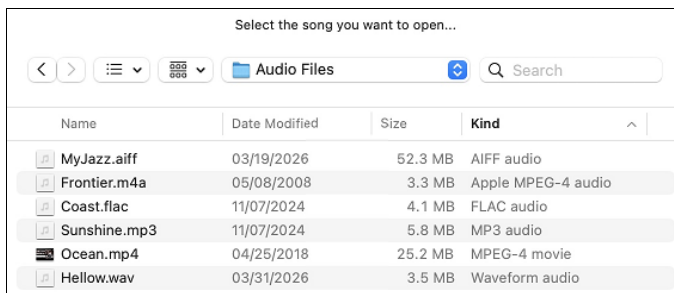 Select the song you want to open...
Audio Files Search
Name Date Modified Size Kind
MyJazz.aiff 03/19/2026 52.3 MB AIFF audio
Frontier.m4a 05/08/2008 3.3 MB Apple MPEG-4 audio
Coast.flac 11/07/2024 4.1 MB FLAC audio
Sunshine.mp3 11/07/2024 5.8 MB MP3 audio
Ocean.mp4 04/25/2018 25.2 MB MPEG-4 movie
Hellow.wav 03/31/2026 3.5 MB Waveform audio